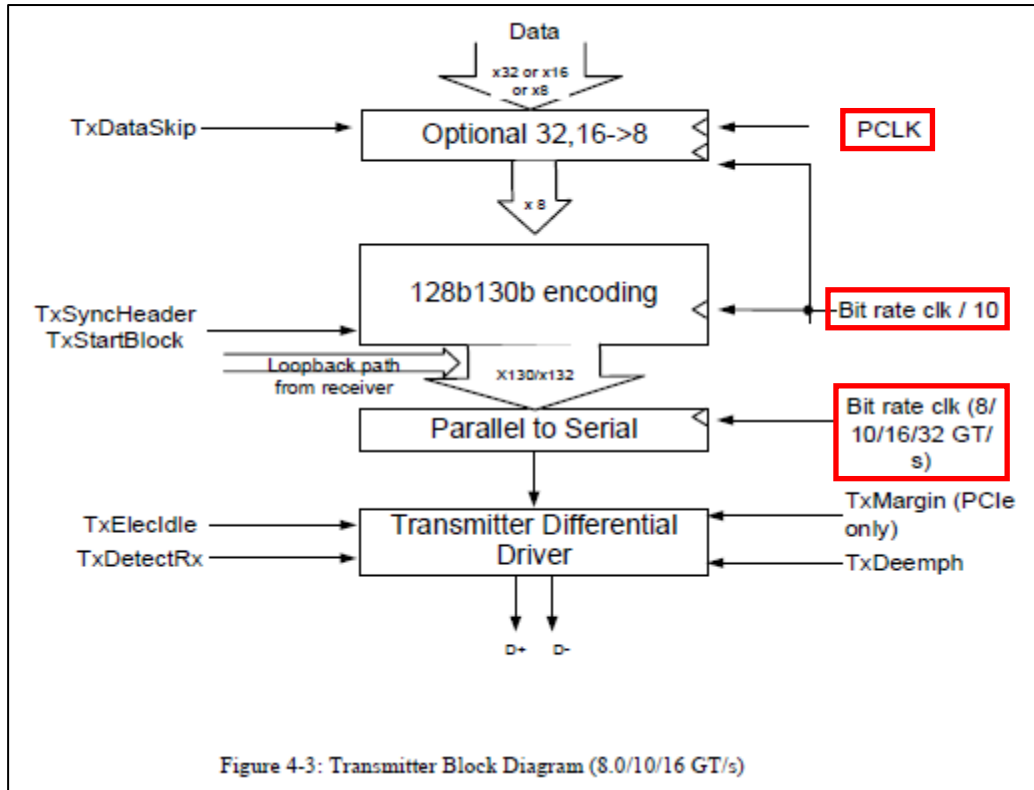 Data
x32 or x16
or x8
TxDataSkip
Optional 32,16->8
PCLK
x 8
128b130b encoding
TxSyncHeader
TxStartBlock
Bit rate clk / 10
Loopback path
from receiver
X130/x132
Parallel to Serial
Bit rate clk (8/
10/16/32 GT/
s)
TxElecIdle
TxDetectRx
Transmitter Differential
Driver
TxMargin (PCIe
only)
TxDeemph
D+
D-
Figure 4-3: Transmitter Block Diagram (8.0/10/16 GT/s)